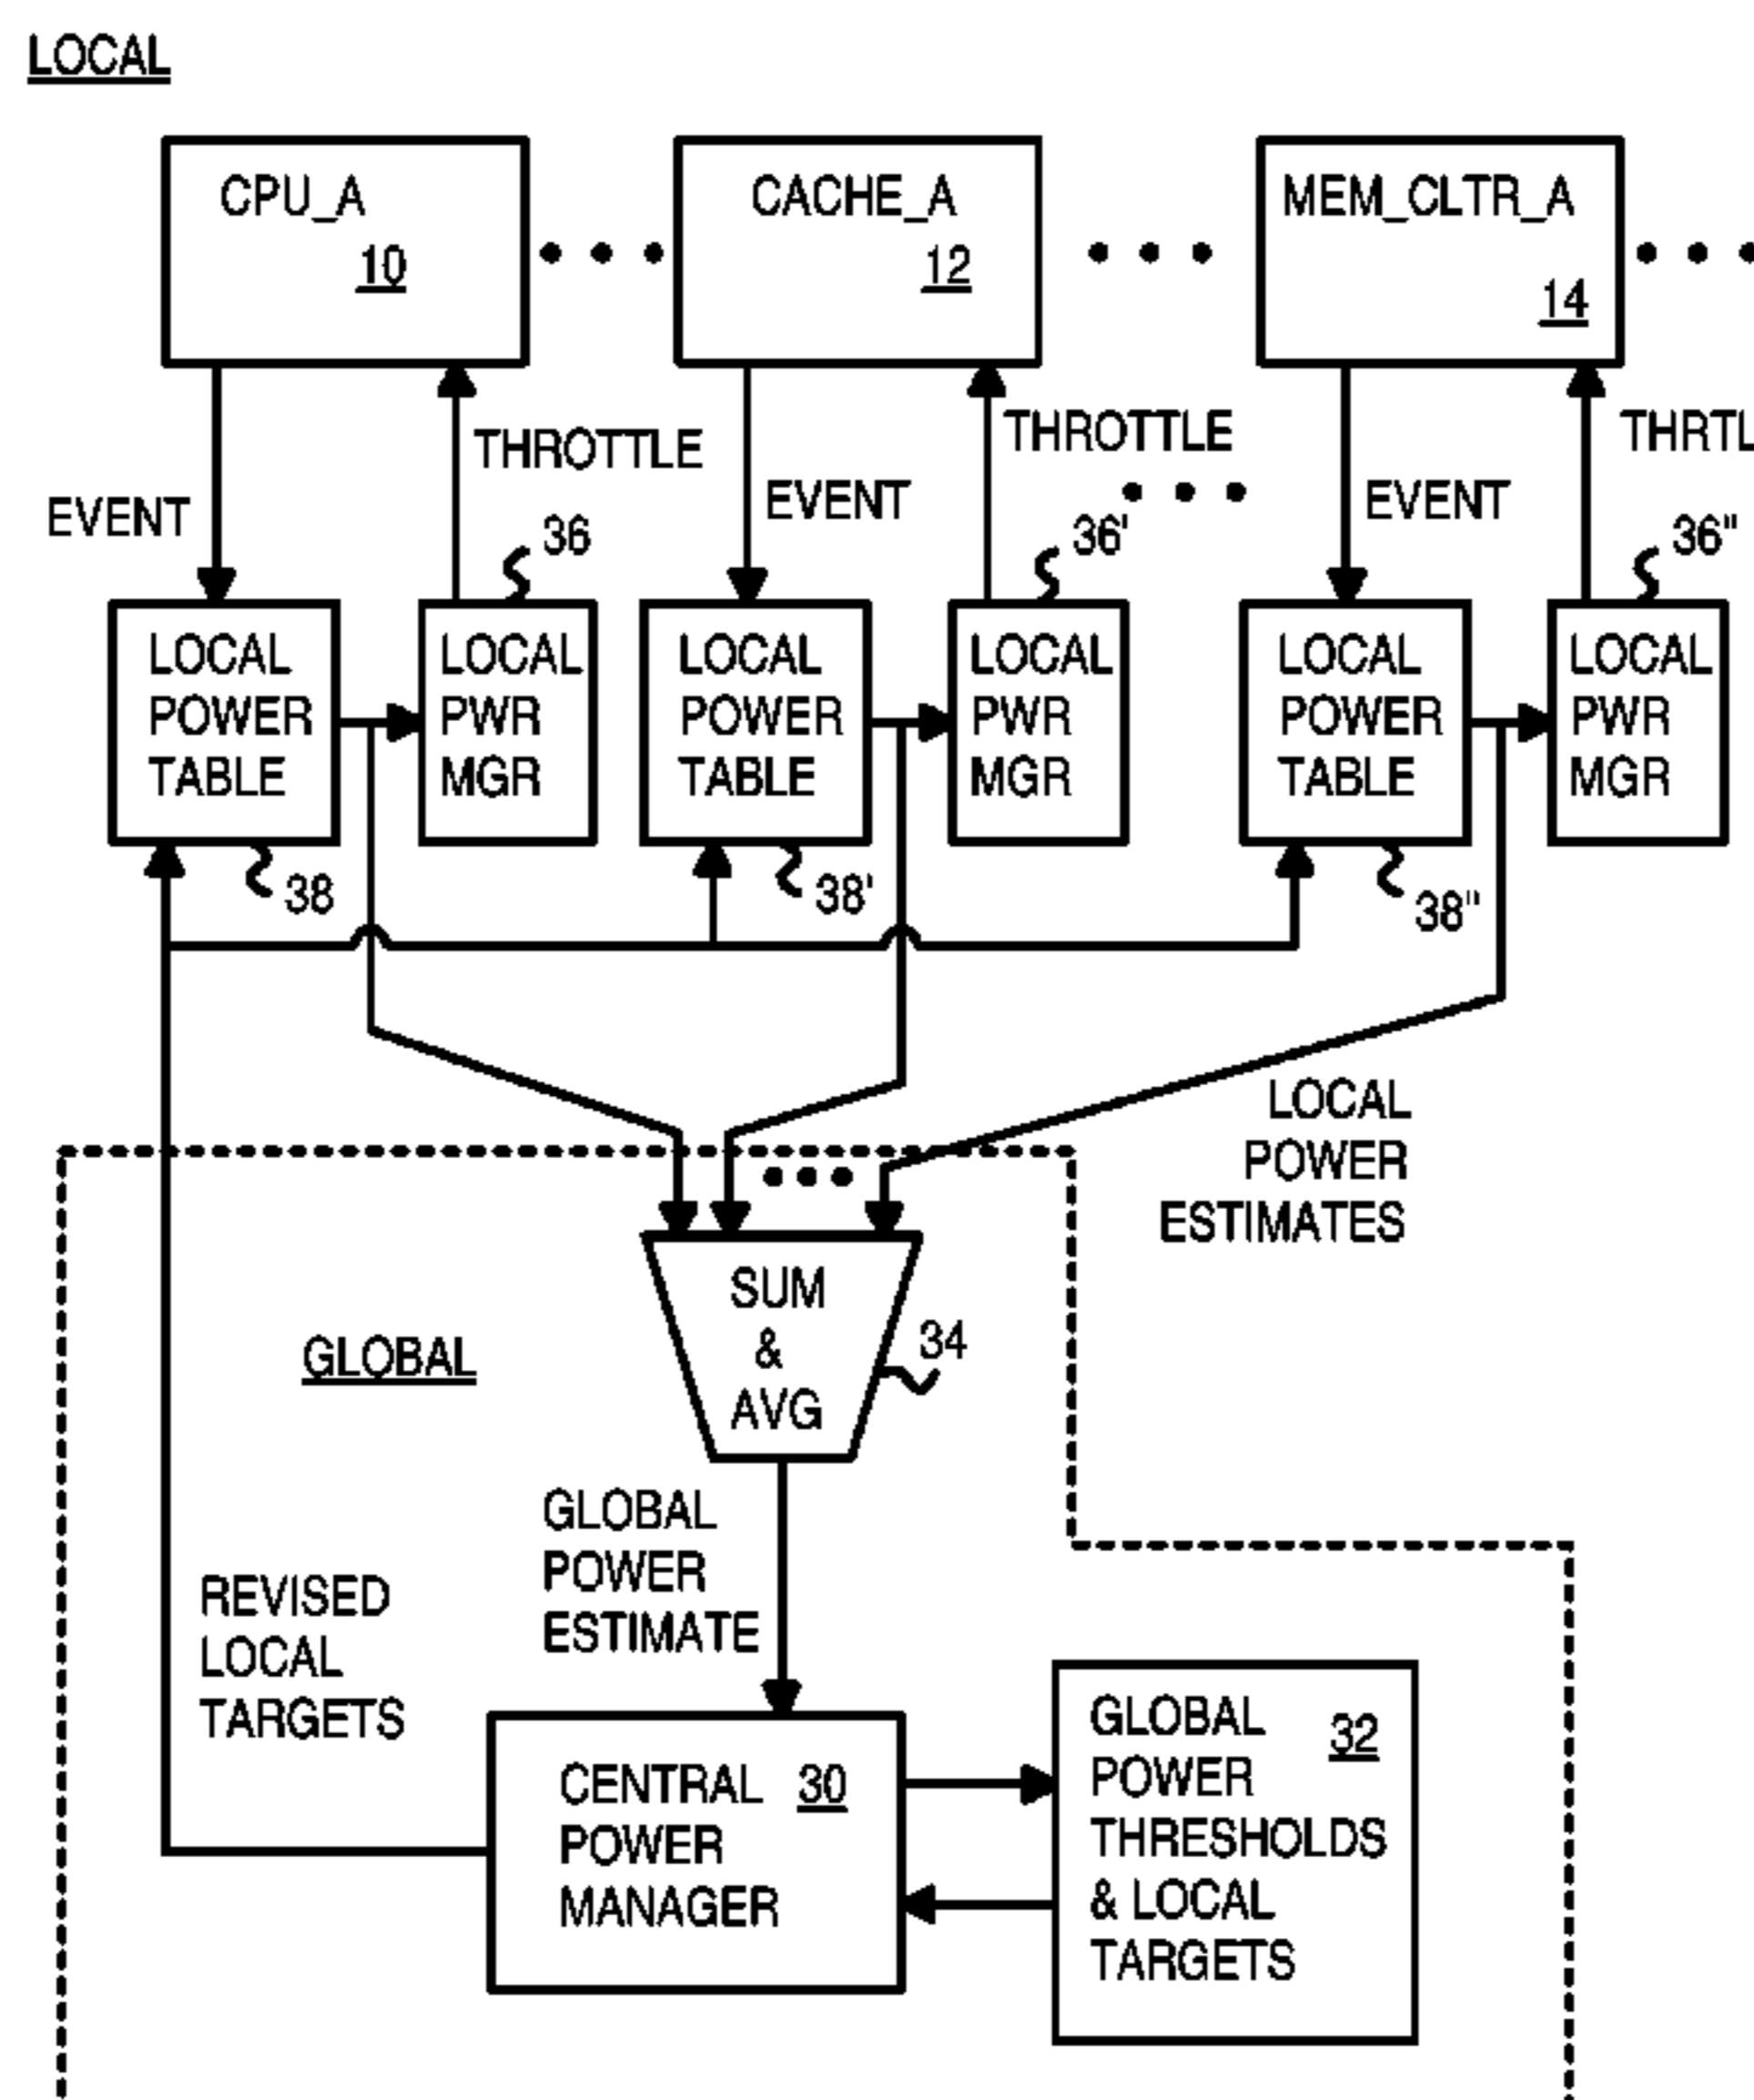 LOCAL
CPU_A
10
CACHE_A
12
MEM_CLTR_A
14
EVENT
THROTTLE
36
EVENT
THROTTLE
36'
EVENT
THRTL
36"
LOCAL
POWER
TABLE
38
LOCAL
PWR
MGR
LOCAL
POWER
TABLE
38'
LOCAL
PWR
MGR
LOCAL
POWER
TABLE
38"
LOCAL
PWR
MGR
LOCAL
POWER
ESTIMATES
GLOBAL
SUM
&
AVG
34
GLOBAL
POWER
ESTIMATE
REVISED
LOCAL
TARGETS
CENTRAL 30
POWER
MANAGER
GLOBAL 32
POWER
THRESHOLDS
& LOCAL
TARGETS